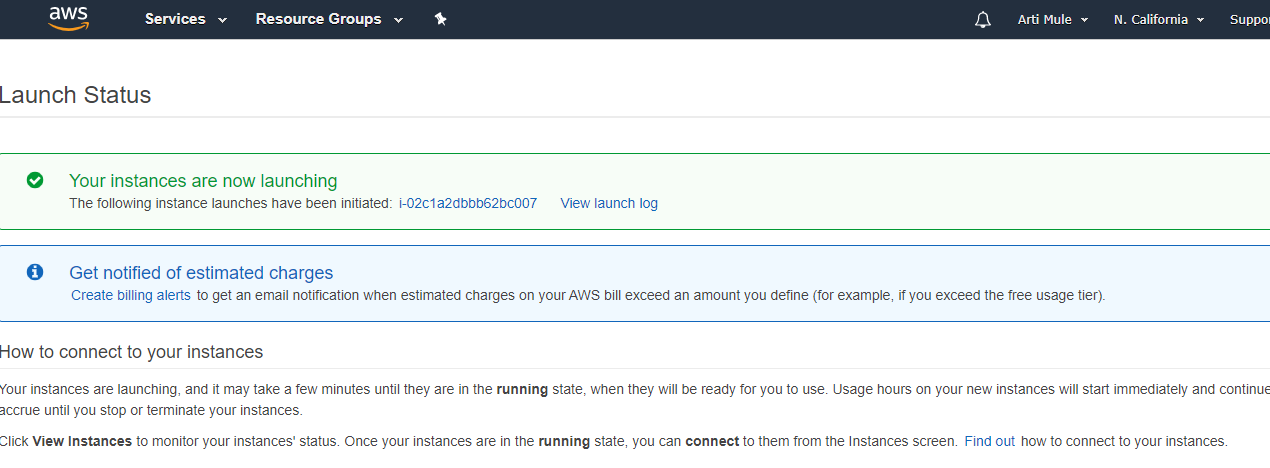 aws Services Resource Groups Arti Mule N. California Suppo
Launch Status
Your instances are now launching
The following instance launches have been initiated: i-02c1a2dbbb62bc007 View launch log
Get notified of estimated charges
Create billing alerts to get an email notification when estimated charges on your AWS bill exceed an amount you define (for example, if you exceed the free usage tier).
How to connect to your instances
Your instances are launching, and it may take a few minutes until they are in the running state, when they will be ready for you to use. Usage hours on your new instances will start immediately and continue
accrue until you stop or terminate your instances.
Click View Instances to monitor your instances' status. Once your instances are in the running state, you can connect to them from the Instances screen. Find out how to connect to your instances.